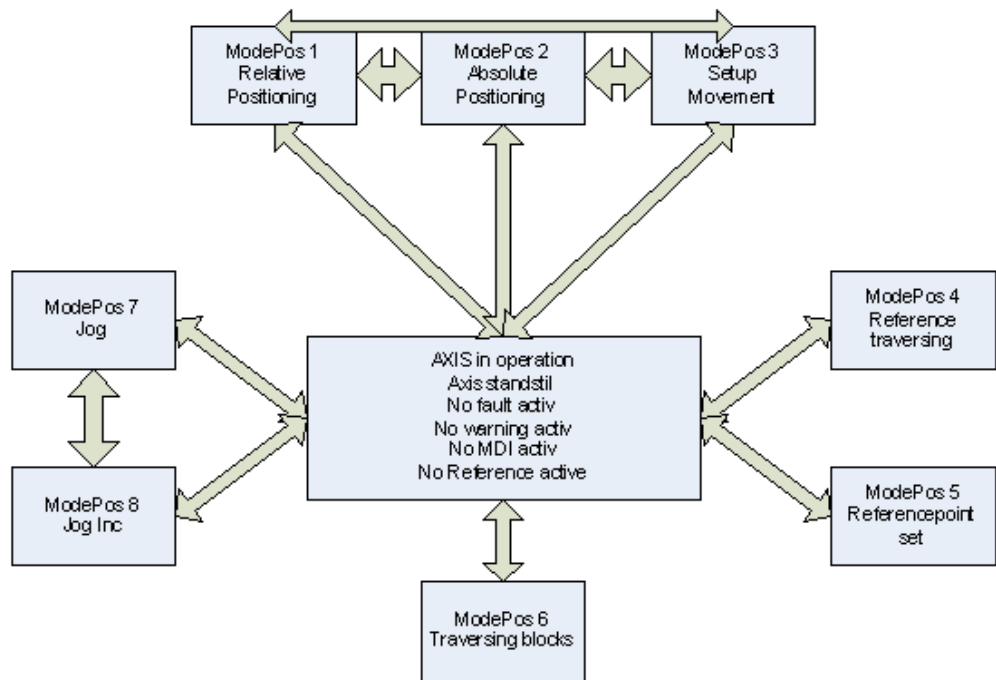 ModePos 1
Relative
Positioning
ModePos 2
Absolute
Positioning
ModePos 3
Setup
Movement
ModePos 7
Jog
ModePos 4
Reference
traversing
AXIS in operation
Axis standstil
No fault activ
No warning activ
No MDI activ
No Reference active
ModePos 8
Jog Inc
ModePos 5
Referencepoint
set
ModePos 6
Traversing blocks